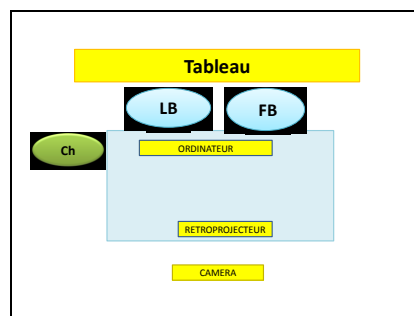 Tableau
LB FB
Ch
ORDINATEUR
RETROPROJECTEUR
CAMERA